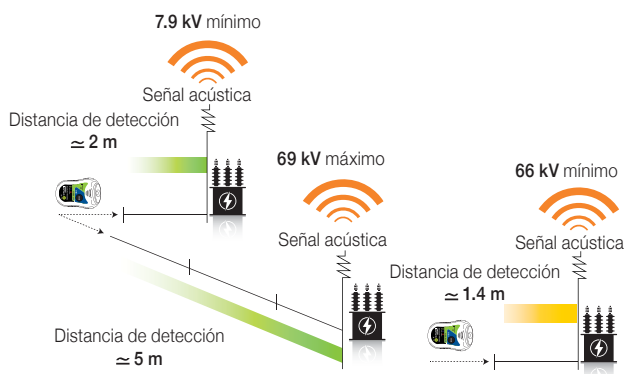 7.9 kV mínimo
Señal acústica
Distancia de detección
≃ 2 m
69 kV máximo
Señal acústica
Distancia de detección
≃ 5 m
66 kV mínimo
Señal acústica
Distancia de detección
≃ 1.4 m